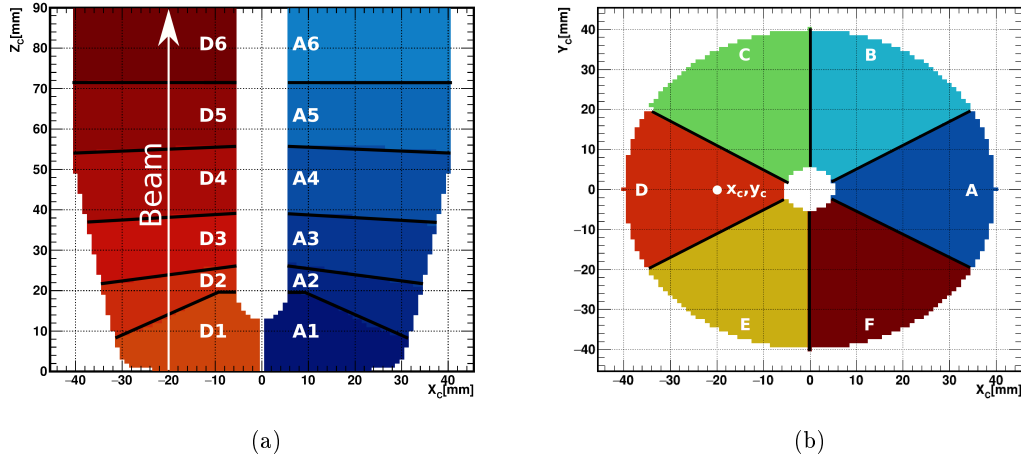 Z_C[mm]
90
80
70
60
50
40
30
20
10
0
D6
A6
D5
A5
D4
A4
D3
A3
D2
A2
D1
A1
Beam
−40 −30 −20 −10 0 10 20 30 40
X_C[mm]
(a)
Y_C[mm]
40
30
20
10
0
−10
−20
−30
−40
C
B
D
x_c,y_c
A
E
F
−40 −30 −20 −10 0 10 20 30 40
X_C[mm]
(b)